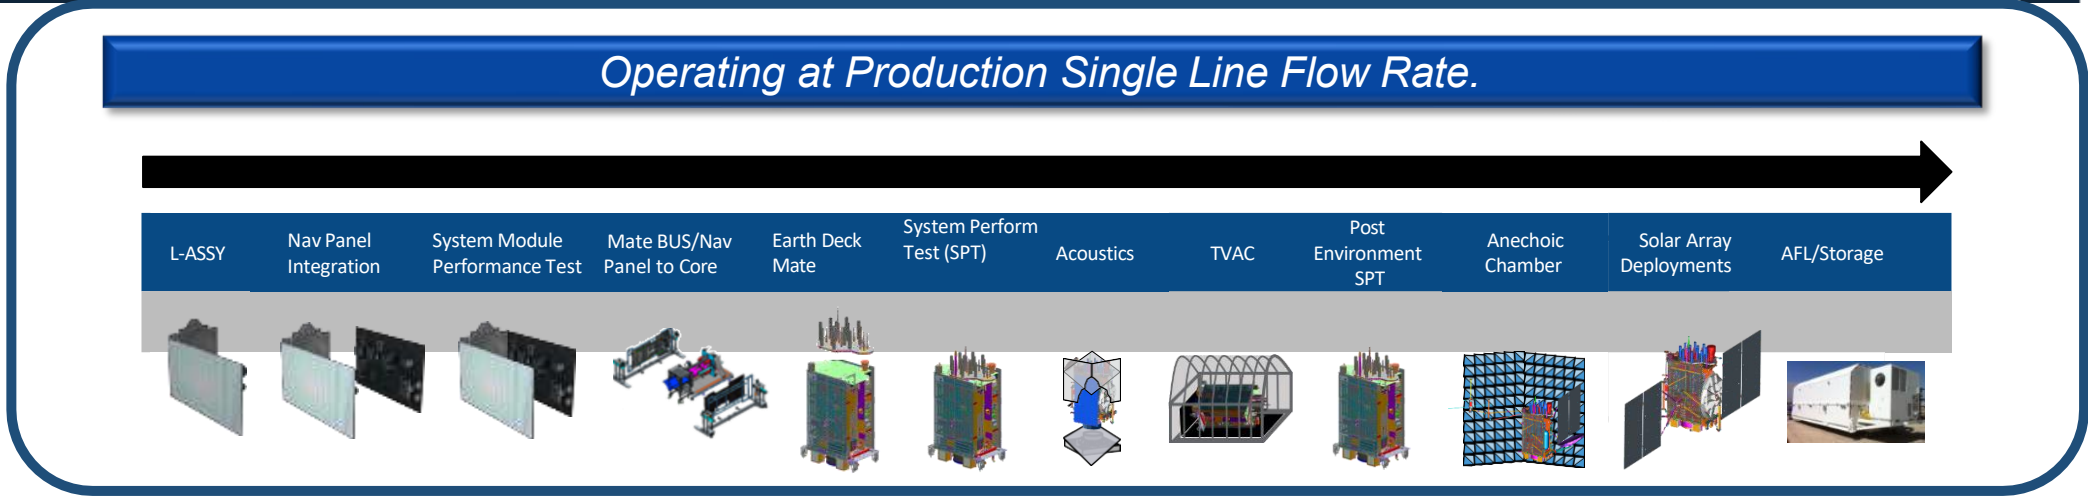 Operating at Production Single Line Flow Rate.
L-ASSY
Nav Panel
Integration
System Module
Performance Test
Mate BUS/Nav
Panel to Core
Earth Deck
Mate
System Perform
Test (SPT)
Acoustics
TVAC
Post
Environment
SPT
Anechoic
Chamber
Solar Array
Deployments
AFL/Storage